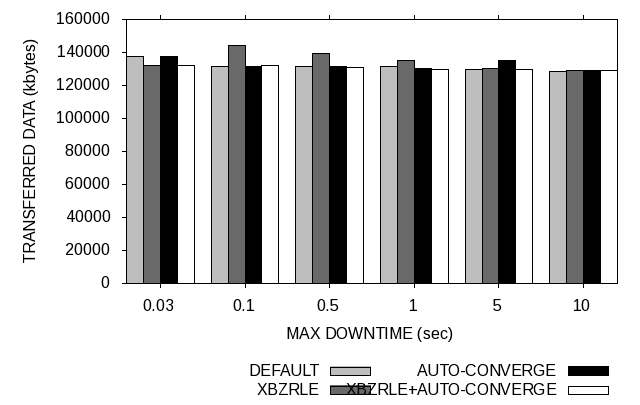 160000
140000
120000
100000
80000
60000
40000
20000
0
TRANSFERRED DATA (kbytes)
0.03 0.1 0.5 1 5 10
MAX DOWNTIME (sec)
DEFAULT AUTO-CONVERGE
XBZRLE XBZRLE+AUTO-CONVERGE